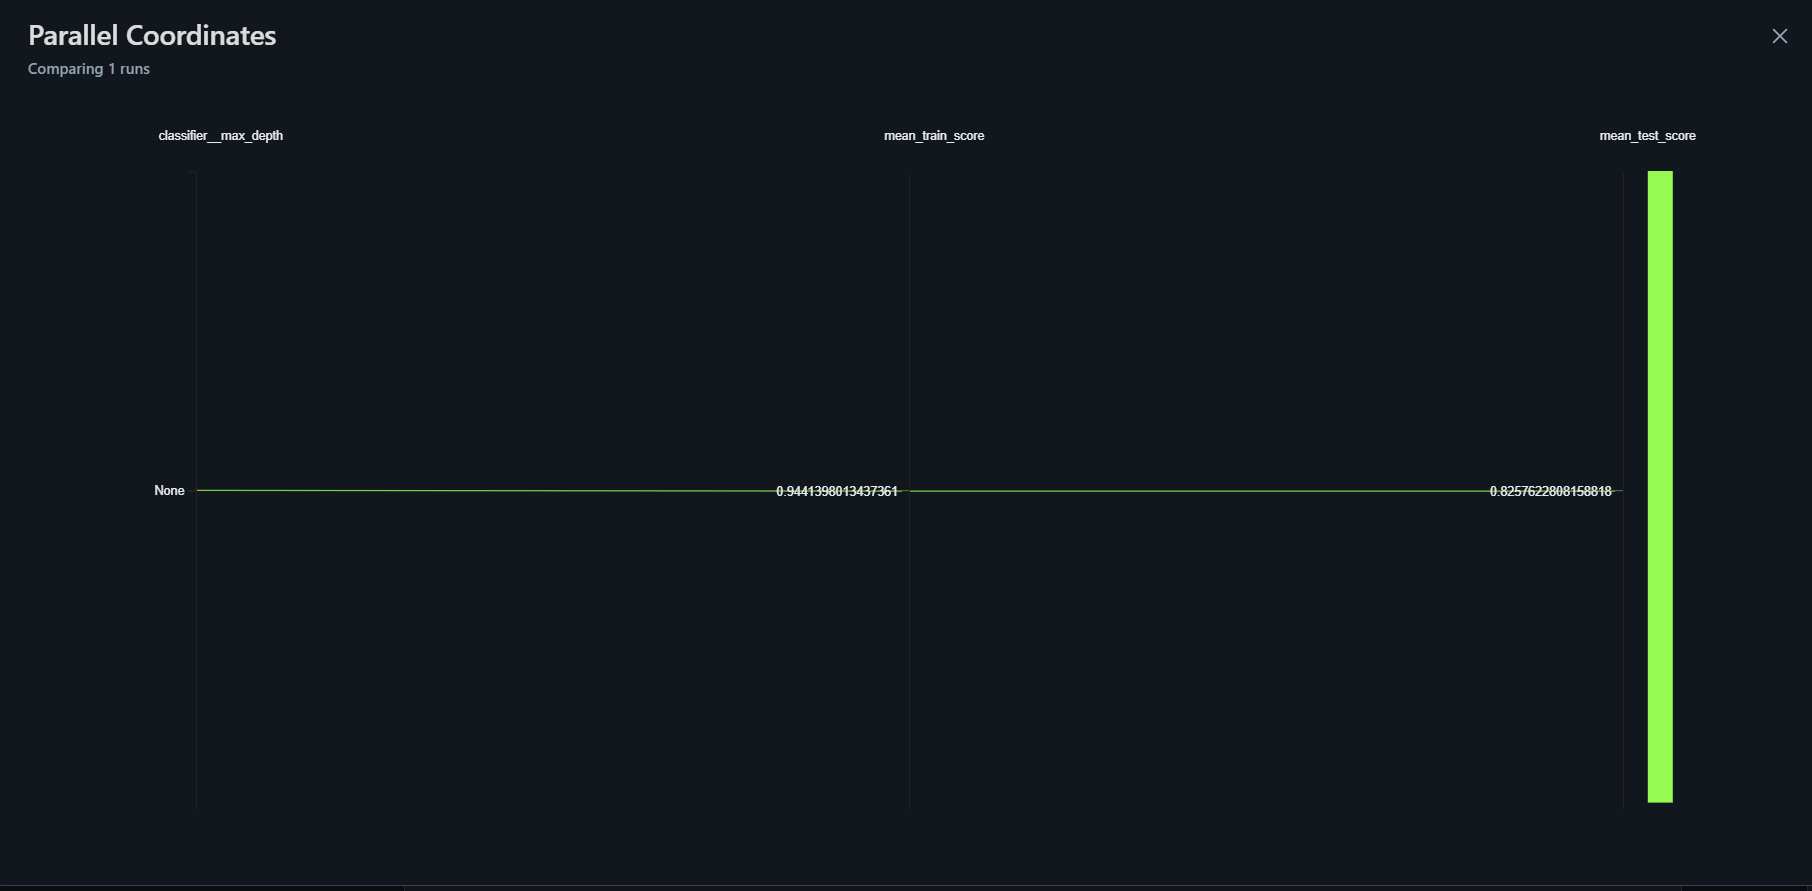 Parallel Coordinates
Comparing 1 runs
classifier__max_depth
mean_train_score
mean_test_score
None
0.9441398013437361
0.8257622808158818